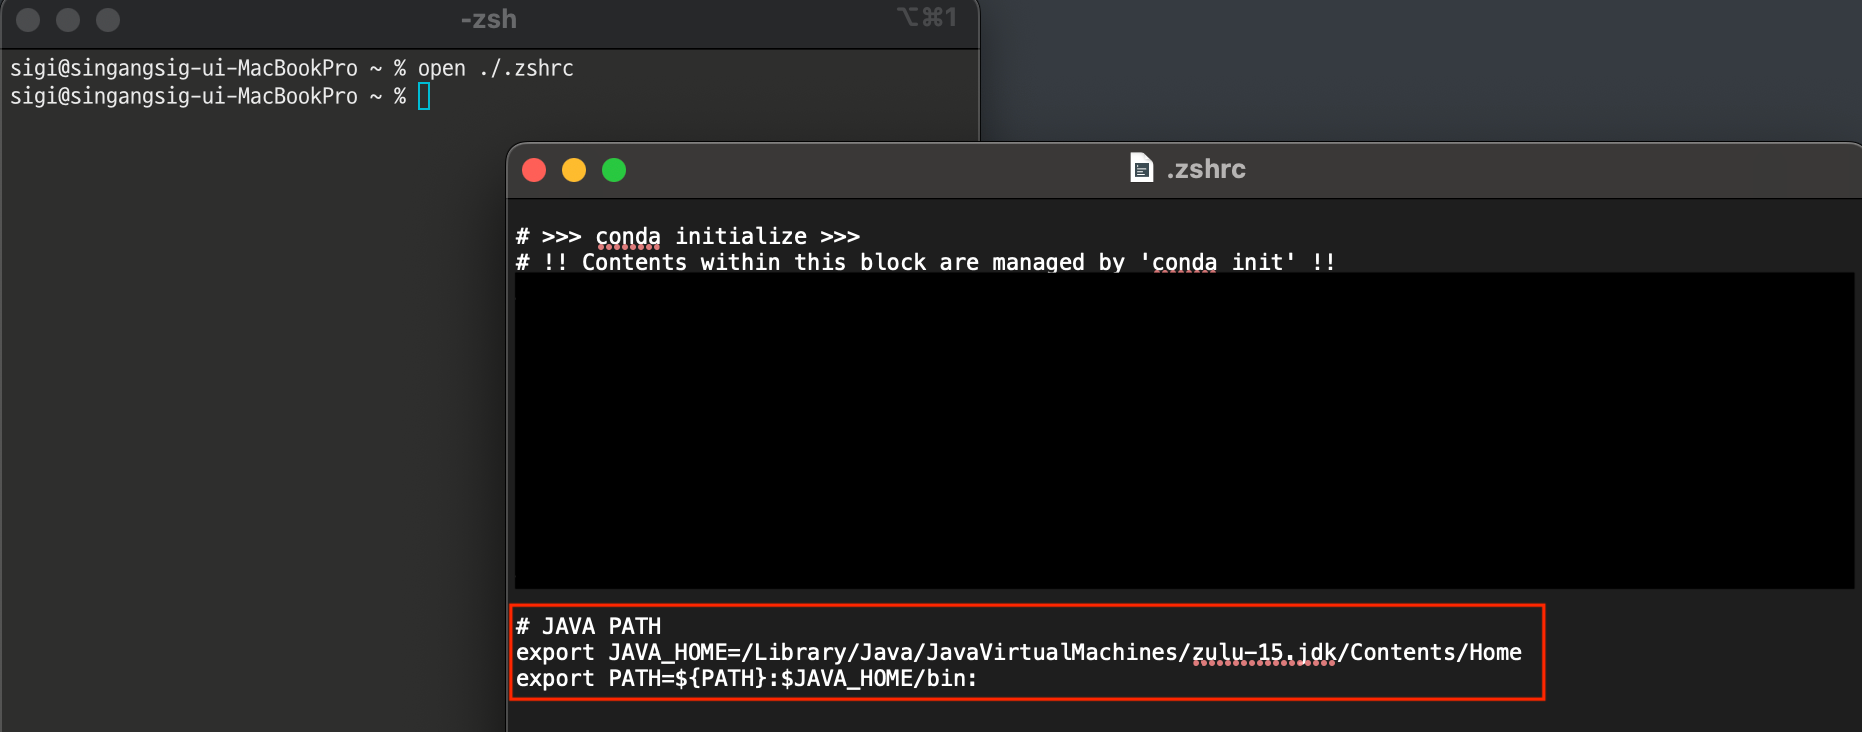 -zsh
⌥⌘1
sigi@singangsig-ui-MacBookPro ~ % open ./.zshrc
sigi@singangsig-ui-MacBookPro ~ %
.zshrc
# >>> conda initialize >>>
# !! Contents within this block are managed by 'conda init' !!
# JAVA PATH
export JAVA_HOME=/Library/Java/JavaVirtualMachines/zulu-15.jdk/Contents/Home
export PATH=${PATH}:$JAVA_HOME/bin: